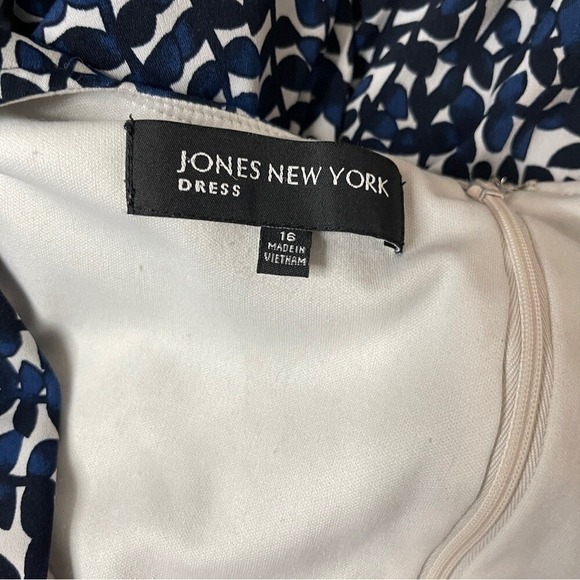 JONES NEW YORK
DRESS
16
MADE IN
VIETNAM